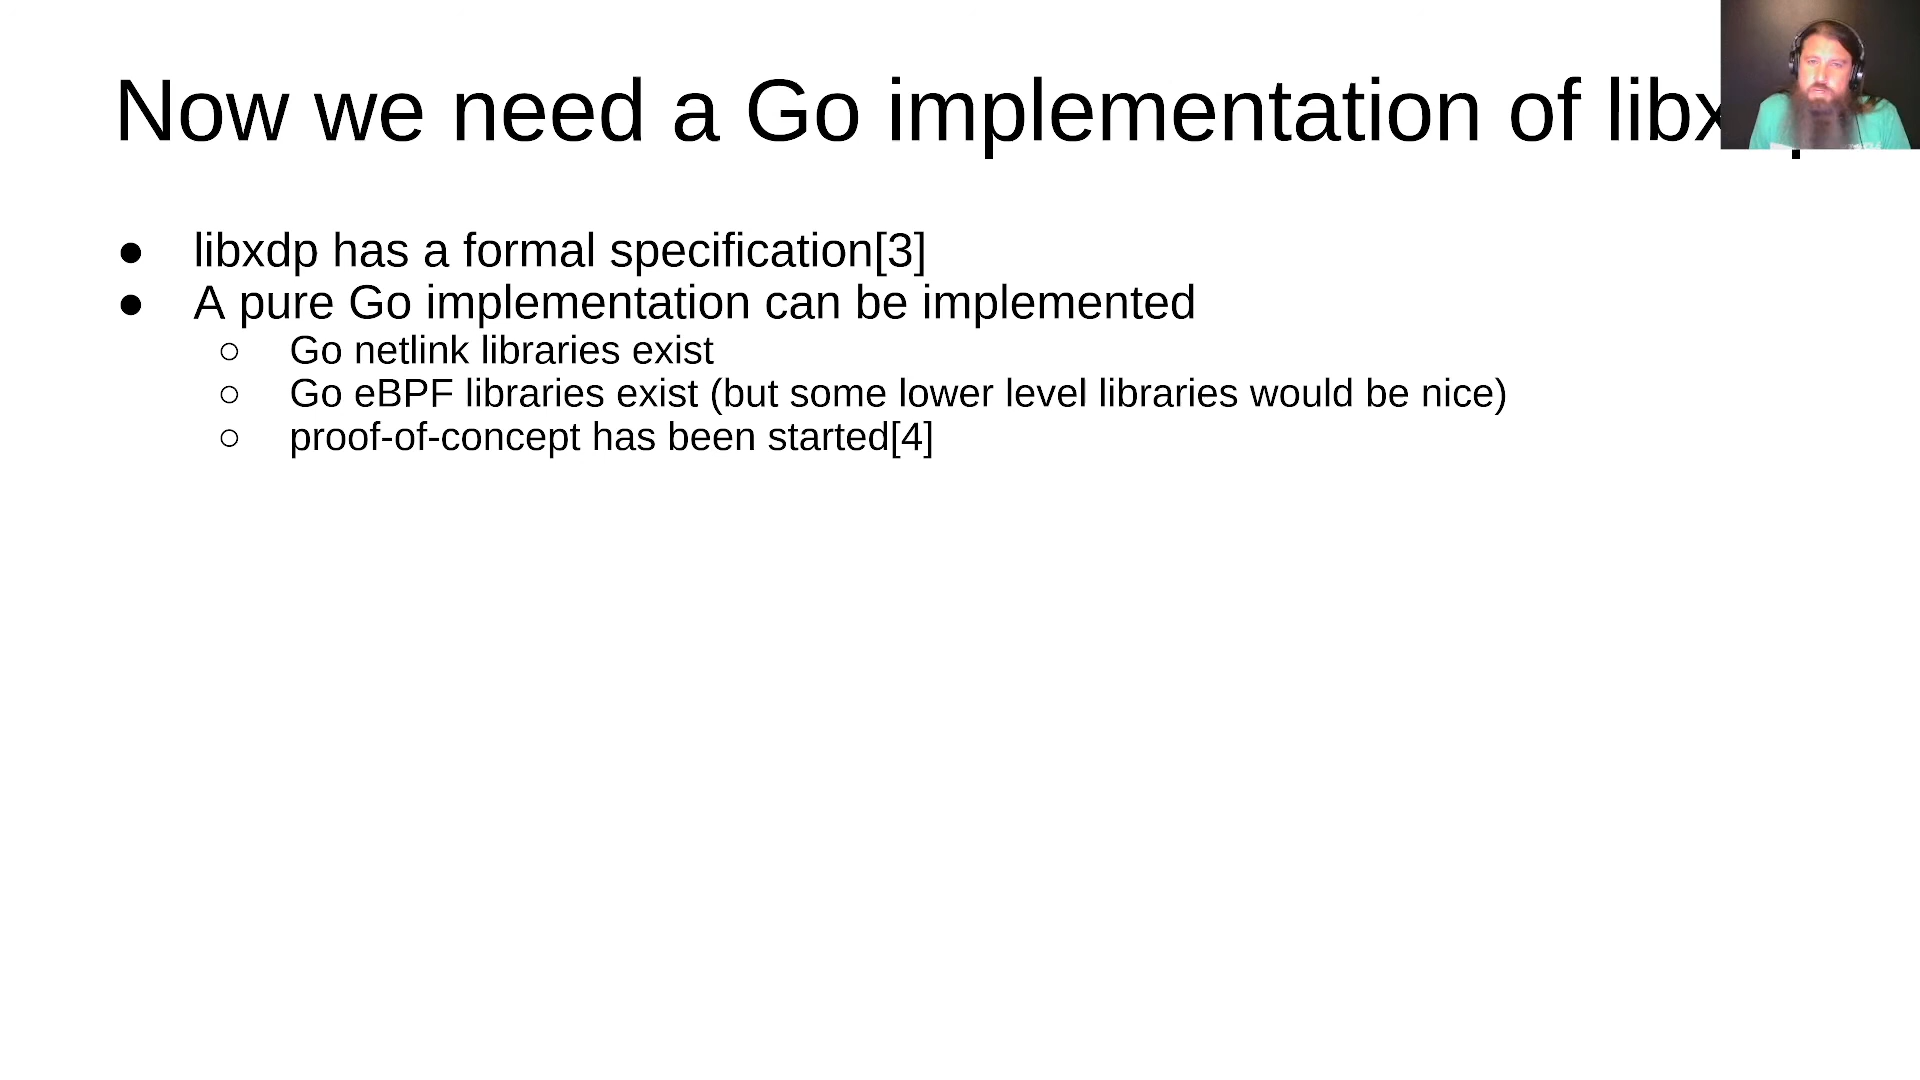 Now we need a Go implementation of libx
● libxdp has a formal specification[3]
● A pure Go implementation can be implemented
○ Go netlink libraries exist
○ Go eBPF libraries exist (but some lower level libraries would be nice)
○ proof-of-concept has been started[4]